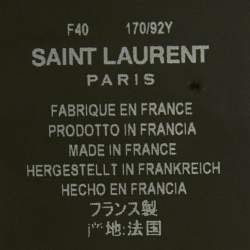 F40 170/92Y
SAINT LAURENT
PARIS
FABRIQUE EN FRANCE
PRODOTTO IN FRANCIA
MADE IN FRANCE
HERGESTELLT IN FRANKREICH
HECHO EN FRANCIA
フランス製
地:法国